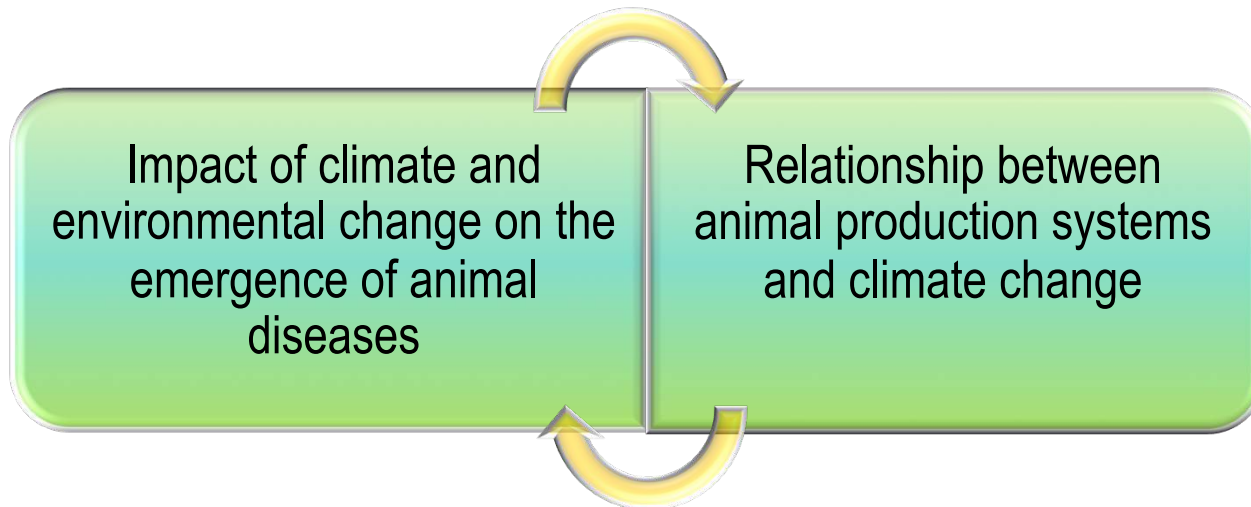 Impact of climate and
environmental change on the
emergence of animal
diseases
Relationship between
animal production systems
and climate change